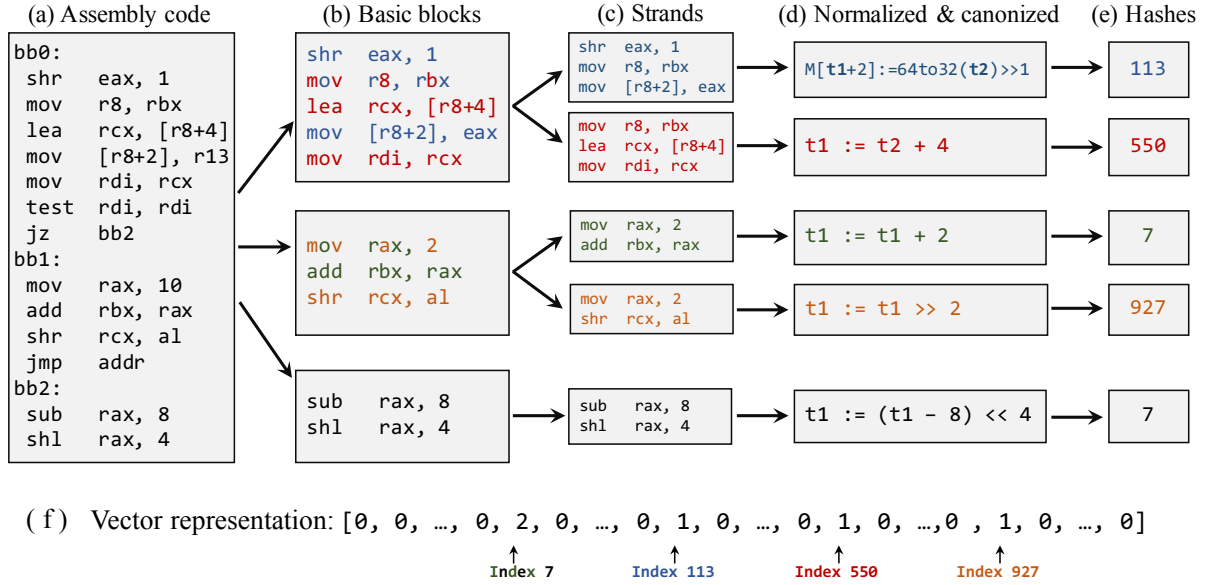 (a) Assembly code
bb0:
shr eax, 1
mov r8, rbx
lea rcx, [r8+4]
mov [r8+2], r13
mov rdi, rcx
test rdi, rdi
jz bb2
bb1:
mov rax, 10
add rbx, rax
shr rcx, al
jmp addr
bb2:
sub rax, 8
shl rax, 4
(b) Basic blocks
shr eax, 1
mov r8, rbx
lea rcx, [r8+4]
mov [r8+2], eax
mov rdi, rcx
mov rax, 2
add rbx, rax
shr rcx, al
sub rax, 8
shl rax, 4
(c) Strands
shr eax, 1
mov r8, rbx
mov [r8+2], eax
mov r8, rbx
lea rcx, [r8+4]
mov rdi, rcx
mov rax, 2
add rbx, rax
mov rax, 2
shr rcx, al
sub rax, 8
shl rax, 4
(d) Normalized & canonized
M[t1+2]:=64to32(t2)>>1
t1 := t2 + 4
t1 := t1 + 2
t1 := t1 >> 2
t1 := (t1 – 8) << 4
(e) Hashes
113
550
7
927
7
(f) Vector representation: [0, 0, …, 0, 2, 0, …, 0, 1, 0, …, 0, 1, 0, …,0 , 1, 0, …, 0]
Index 7 Index 113 Index 550 Index 927